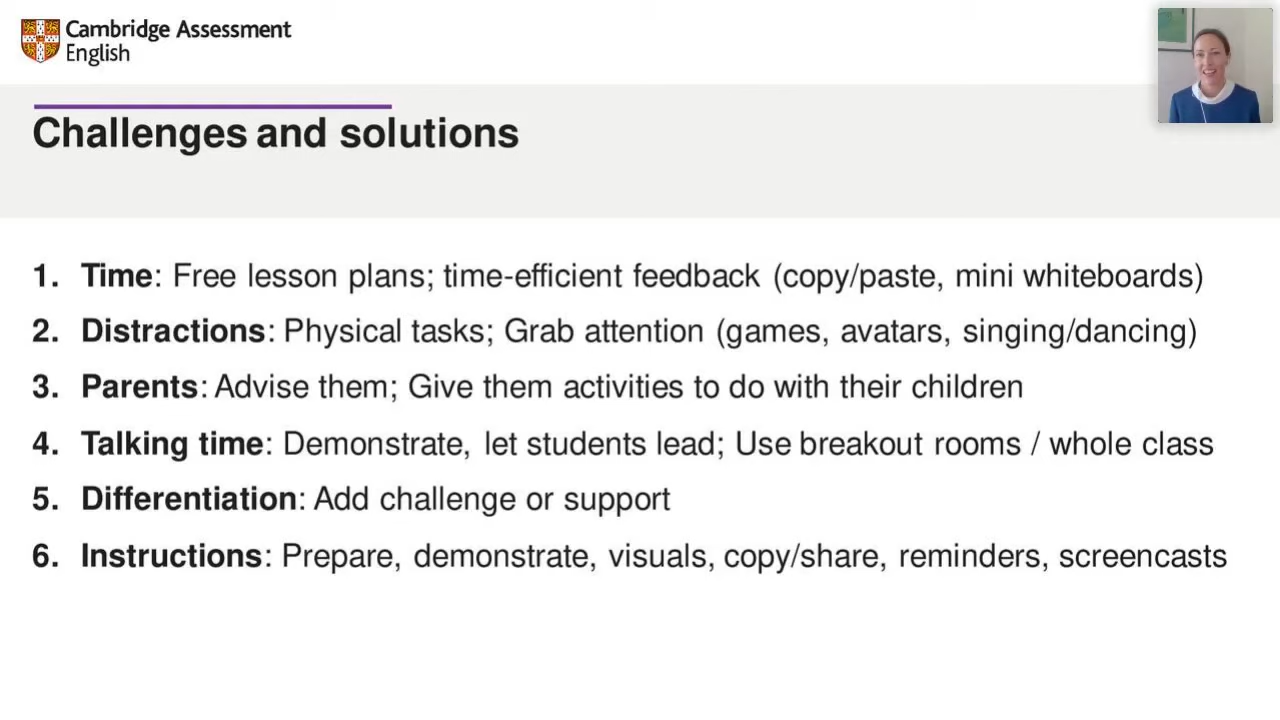 Cambridge Assessment
English
Challenges and solutions
1. Time: Free lesson plans; time-efficient feedback (copy/paste, mini whiteboards)
2. Distractions: Physical tasks; Grab attention (games, avatars, singing/dancing)
3. Parents: Advise them; Give them activities to do with their children
4. Talking time: Demonstrate, let students lead; Use breakout rooms / whole class
5. Differentiation: Add challenge or support
6. Instructions: Prepare, demonstrate, visuals, copy/share, reminders, screencasts